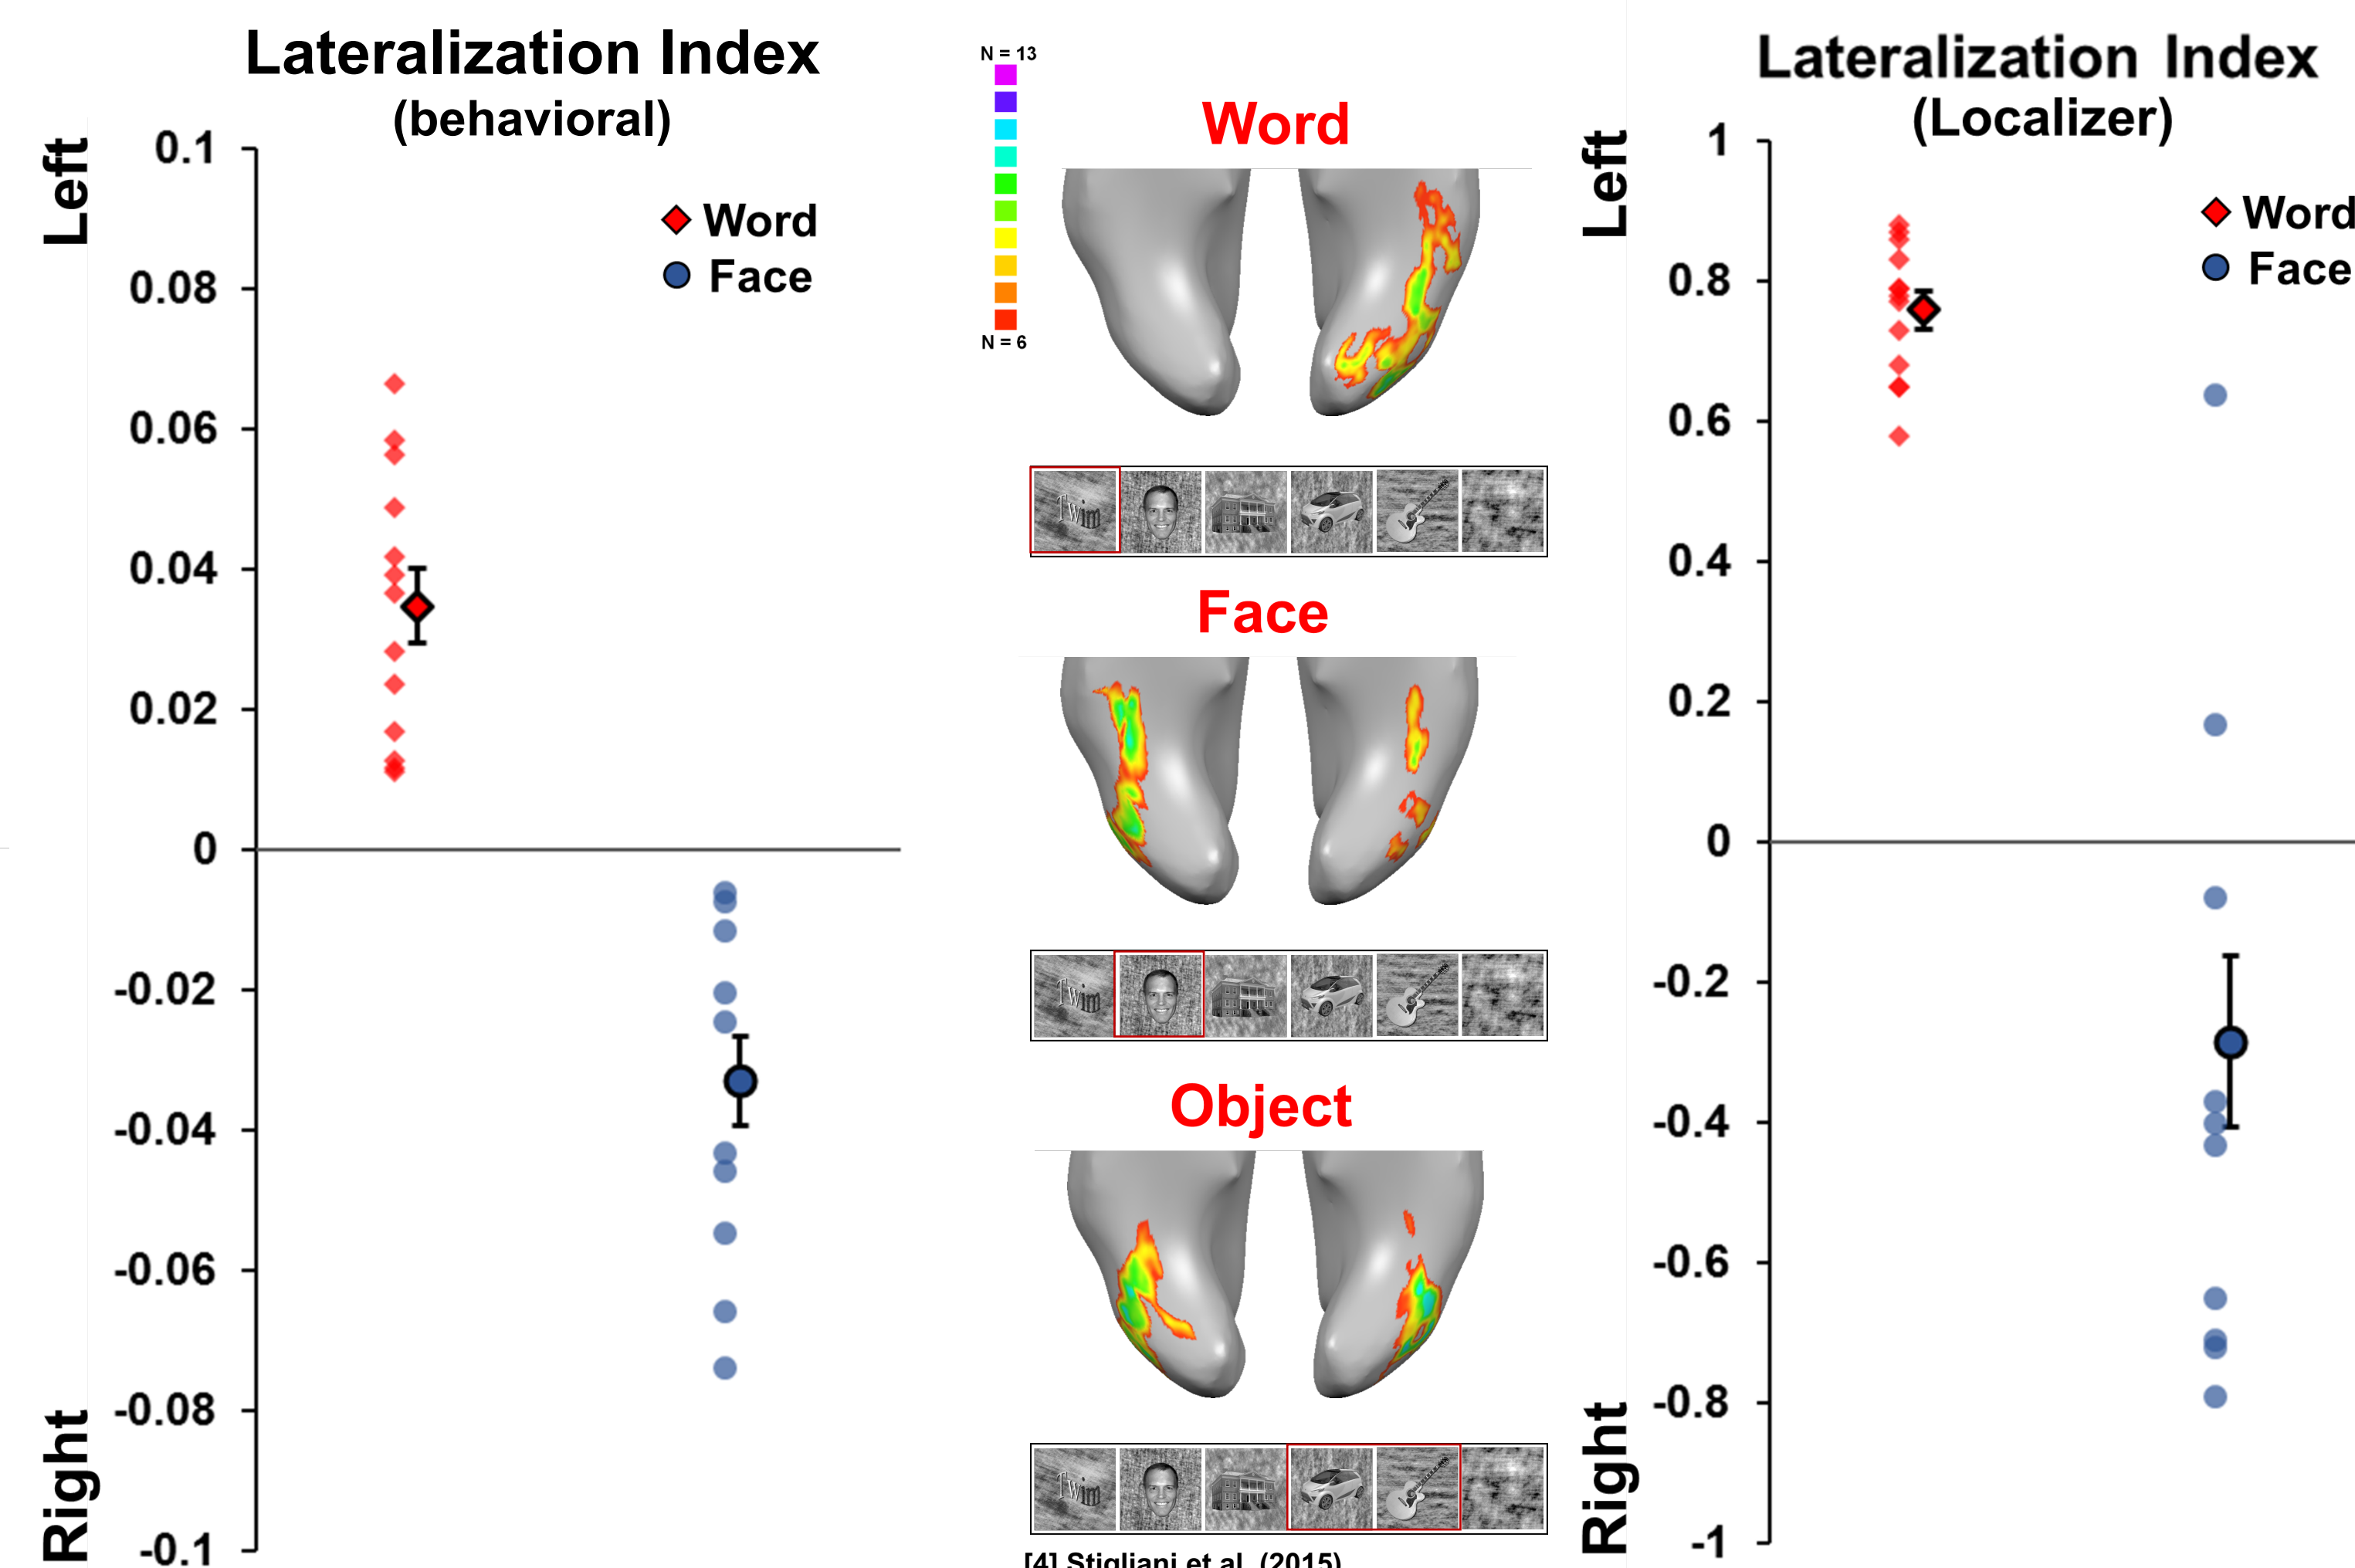 Lateralization Index
(behavioral)
Left
0.1
0.08
0.06
0.04
0.02
0
-0.02
-0.04
-0.06
-0.08
-0.1
Right
Word
Face
N = 13
N = 6
Word
Twim
Face
Twim
Object
Twim
[4] Stigliani et al. (2015)
Lateralization Index
(Localizer)
Left
1
0.8
0.6
0.4
0.2
0
-0.2
-0.4
-0.6
-0.8
-1
Right
Word
Face